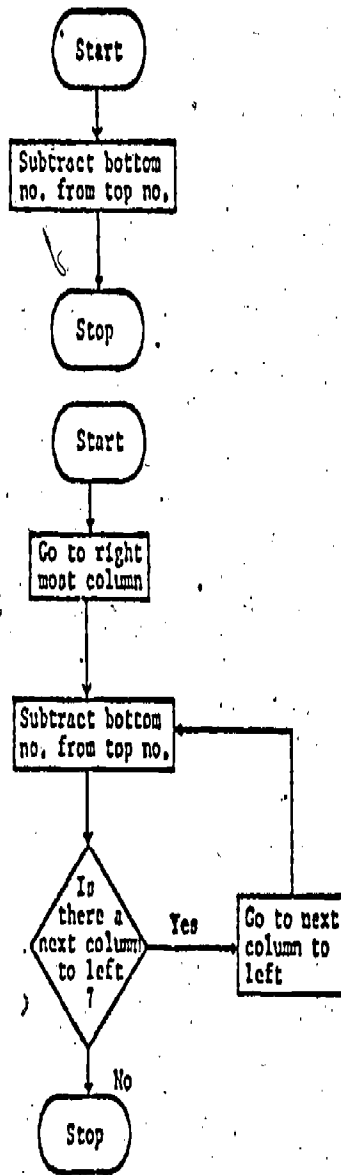 Start
Subtract bottom
no. from top no.
Stop
Start
Go to right
most column
Subtract bottom
no. from top no.
Is
there a
next column
to left
?
Yes
Go to next
column to
left
No
Stop